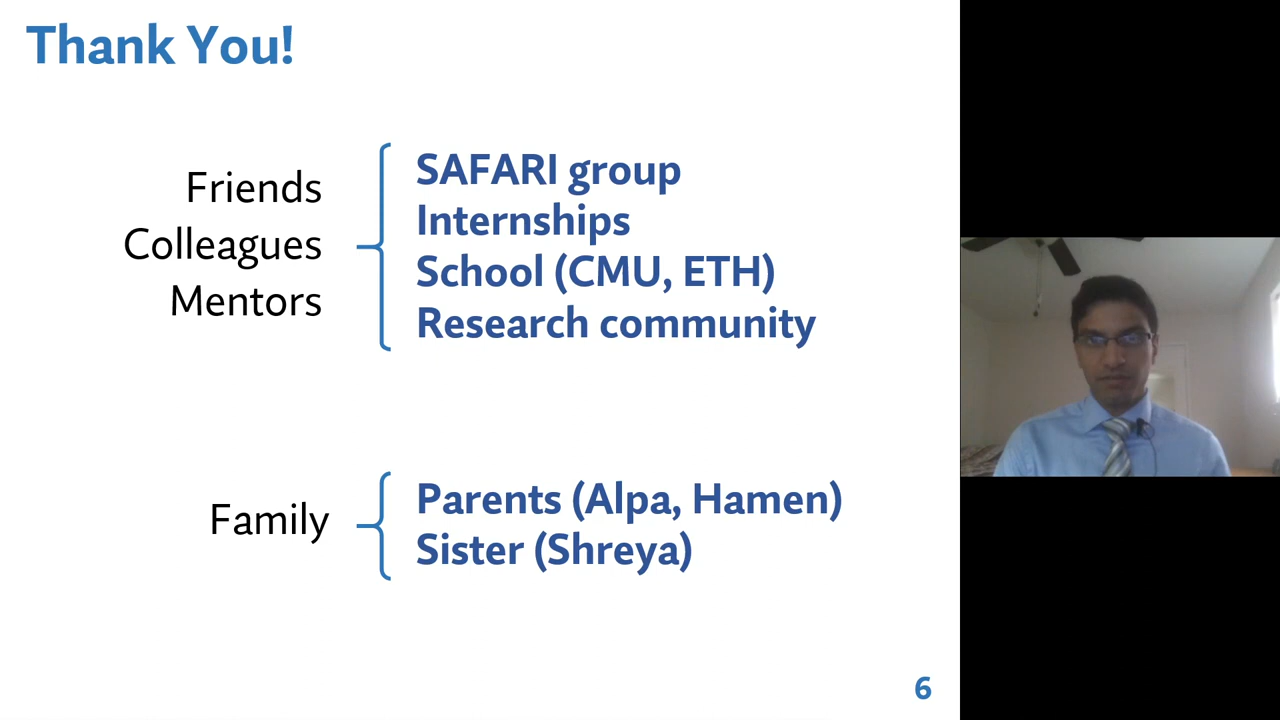 Thank You!
Friends
Colleagues
Mentors
SAFARI group
Internships
School (CMU, ETH)
Research community
Family
Parents (Alpa, Hamen)
Sister (Shreya)
6